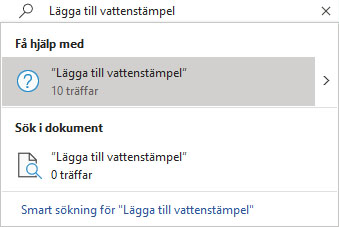 Lägga till vattenstämpel
Få hjälp med
"Lägga till vattenstämpel"
10 träffar
Sök i dokument
"Lägga till vattenstämpel"
0 träffar
Smart sökning för "Lägga till vattenstämpel"